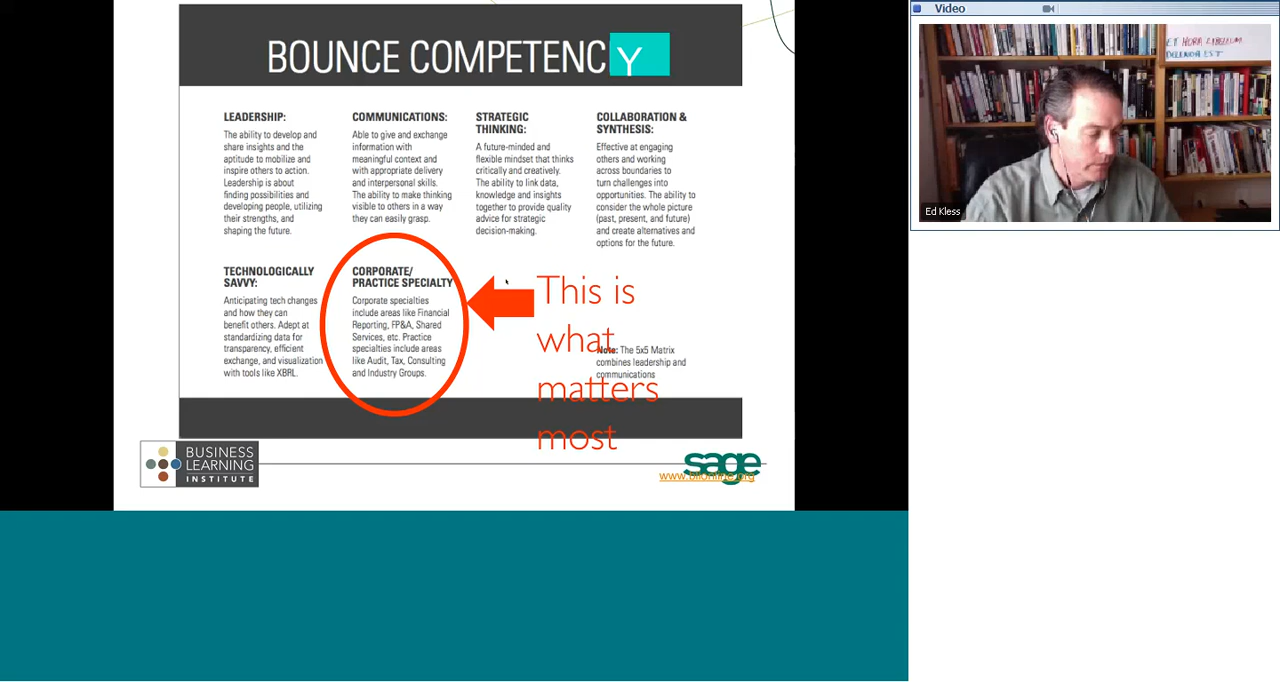 BOUNCE COMPETENCY
LEADERSHIP:
The ability to develop and
share insights and the
aptitude to mobilize and
inspire others to action.
Leadership is about
finding possibilities and
developing people, utilizing
their strengths, and
shaping the future.
COMMUNICATIONS:
Able to give and exchange
information with
meaningful context and
with appropriate delivery
and interpersonal skills.
The ability to make thinking
visible to others in a way
they can easily grasp.
STRATEGIC
THINKING:
A future-minded and
flexible mindset that thinks
critically and creatively.
The ability to link data,
knowledge and insights
together to provide quality
advice for strategic
decision-making.
COLLABORATION &
SYNTHESIS:
Effective at engaging
others and working
across boundaries to
turn challenges into
opportunities. The ability to
consider the whole picture
(past, present, and future)
and create alternatives and
options for the future.
TECHNOLOGICALLY
SAVVY:
Anticipating tech changes
and how they can
benefit others. Adept at
standardizing data for
transparency, efficient
exchange, and visualization
with tools like XBRL.
CORPORATE/
PRACTICE SPECIALTY
Corporate specialties
include areas like Financial
Reporting, FP&A, Shared
Services, etc. Practice
specialties include areas
like Audit, Tax, Consulting
and Industry Groups.
This is
what
matters
most
Note: The 5x5 Matrix
combines leadership and
communications
BUSINESS
LEARNING
INSTITUTE
sage
www.blionline.org
Video
ET HORA LIBELLUM
DELENDA EST
Ed Kless